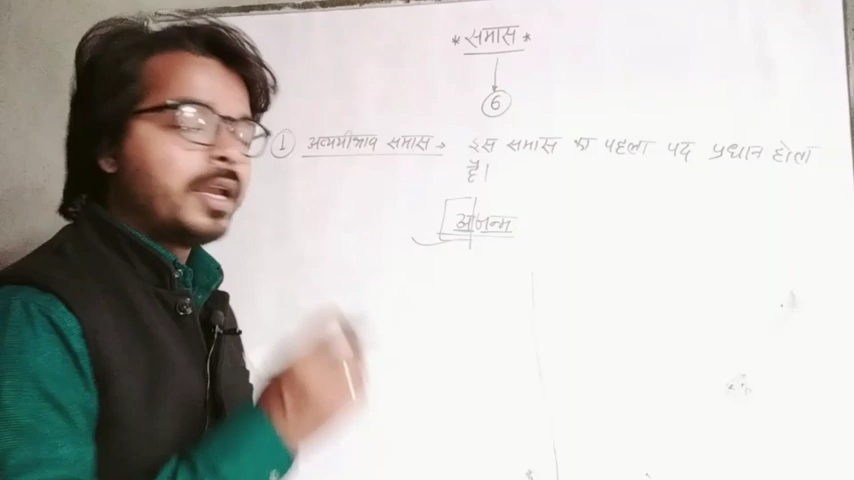 * समास *
6
1 अव्ययीभाव समास → इस समास का पहला पद प्रधान होता
है।
आजन्म